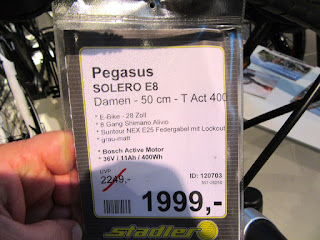 Pegasus
SOLERO E8
Damen - 50 cm - T Act 400
* E-Bike - 28 Zoll
* 8 Gang Shimano Alivio
* Suntour NEX E25 Federgabel mit Lockout
* grau-matt
* Bosch Active Motor
* 36V / 11Ah / 400Wh
UVP
2249,-
ID: 120703
1999,-
stadler